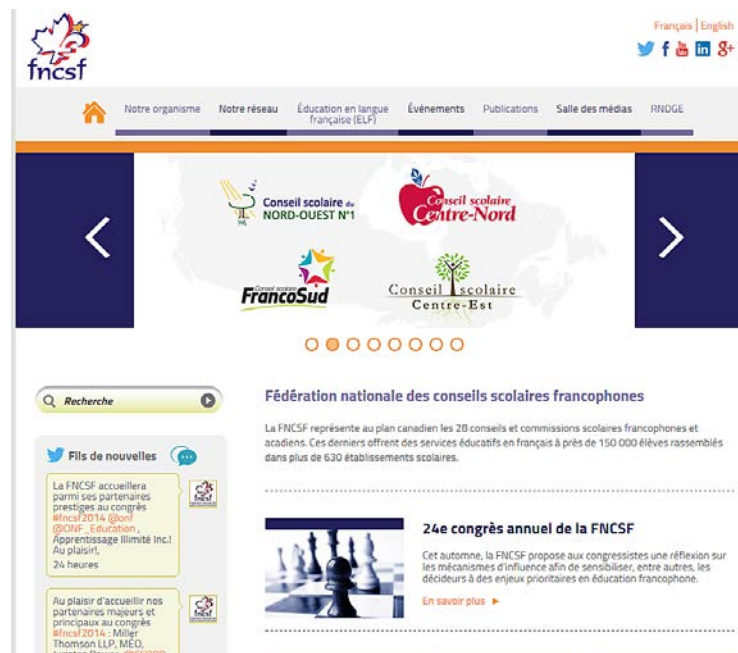 Français | English
fncsf
Notre organisme
Notre réseau
Éducation en langue
française (ELF)
Événements
Publications
Salle des médias
RNDGE
Conseil scolaire du
NORD-OUEST N°1
Conseil scolaire
Centre-Nord
Conseil scolaire
FrancoSud
Conseil scolaire
Centre-Est
Recherche
Fils de nouvelles
La FNCSF accueillera
parmi ses partenaires
prestiges au congrès
#fncsf2014 @onf
@ONF_Education ,
Apprentissage Illimité Inc.!
Au plaisir!,
24 heures
Au plaisir d'accueillir nos
partenaires majeurs et
principaux au congrès
#fncsf2014 : Miller
Thomson LLP, MÉO,
Fédération nationale des conseils scolaires francophones
La FNCSF représente au plan canadien les 28 conseils et commissions scolaires francophones et
acadiens. Ces derniers offrent des services éducatifs en français à près de 150 000 élèves rassemblés
dans plus de 630 établissements scolaires.
24e congrès annuel de la FNCSF
Cet automne, la FNCSF propose aux congressistes une réflexion sur
les mécanismes d'influence afin de sensibiliser, entre autres, les
décideurs à des enjeux prioritaires en éducation francophone.
En savoir plus